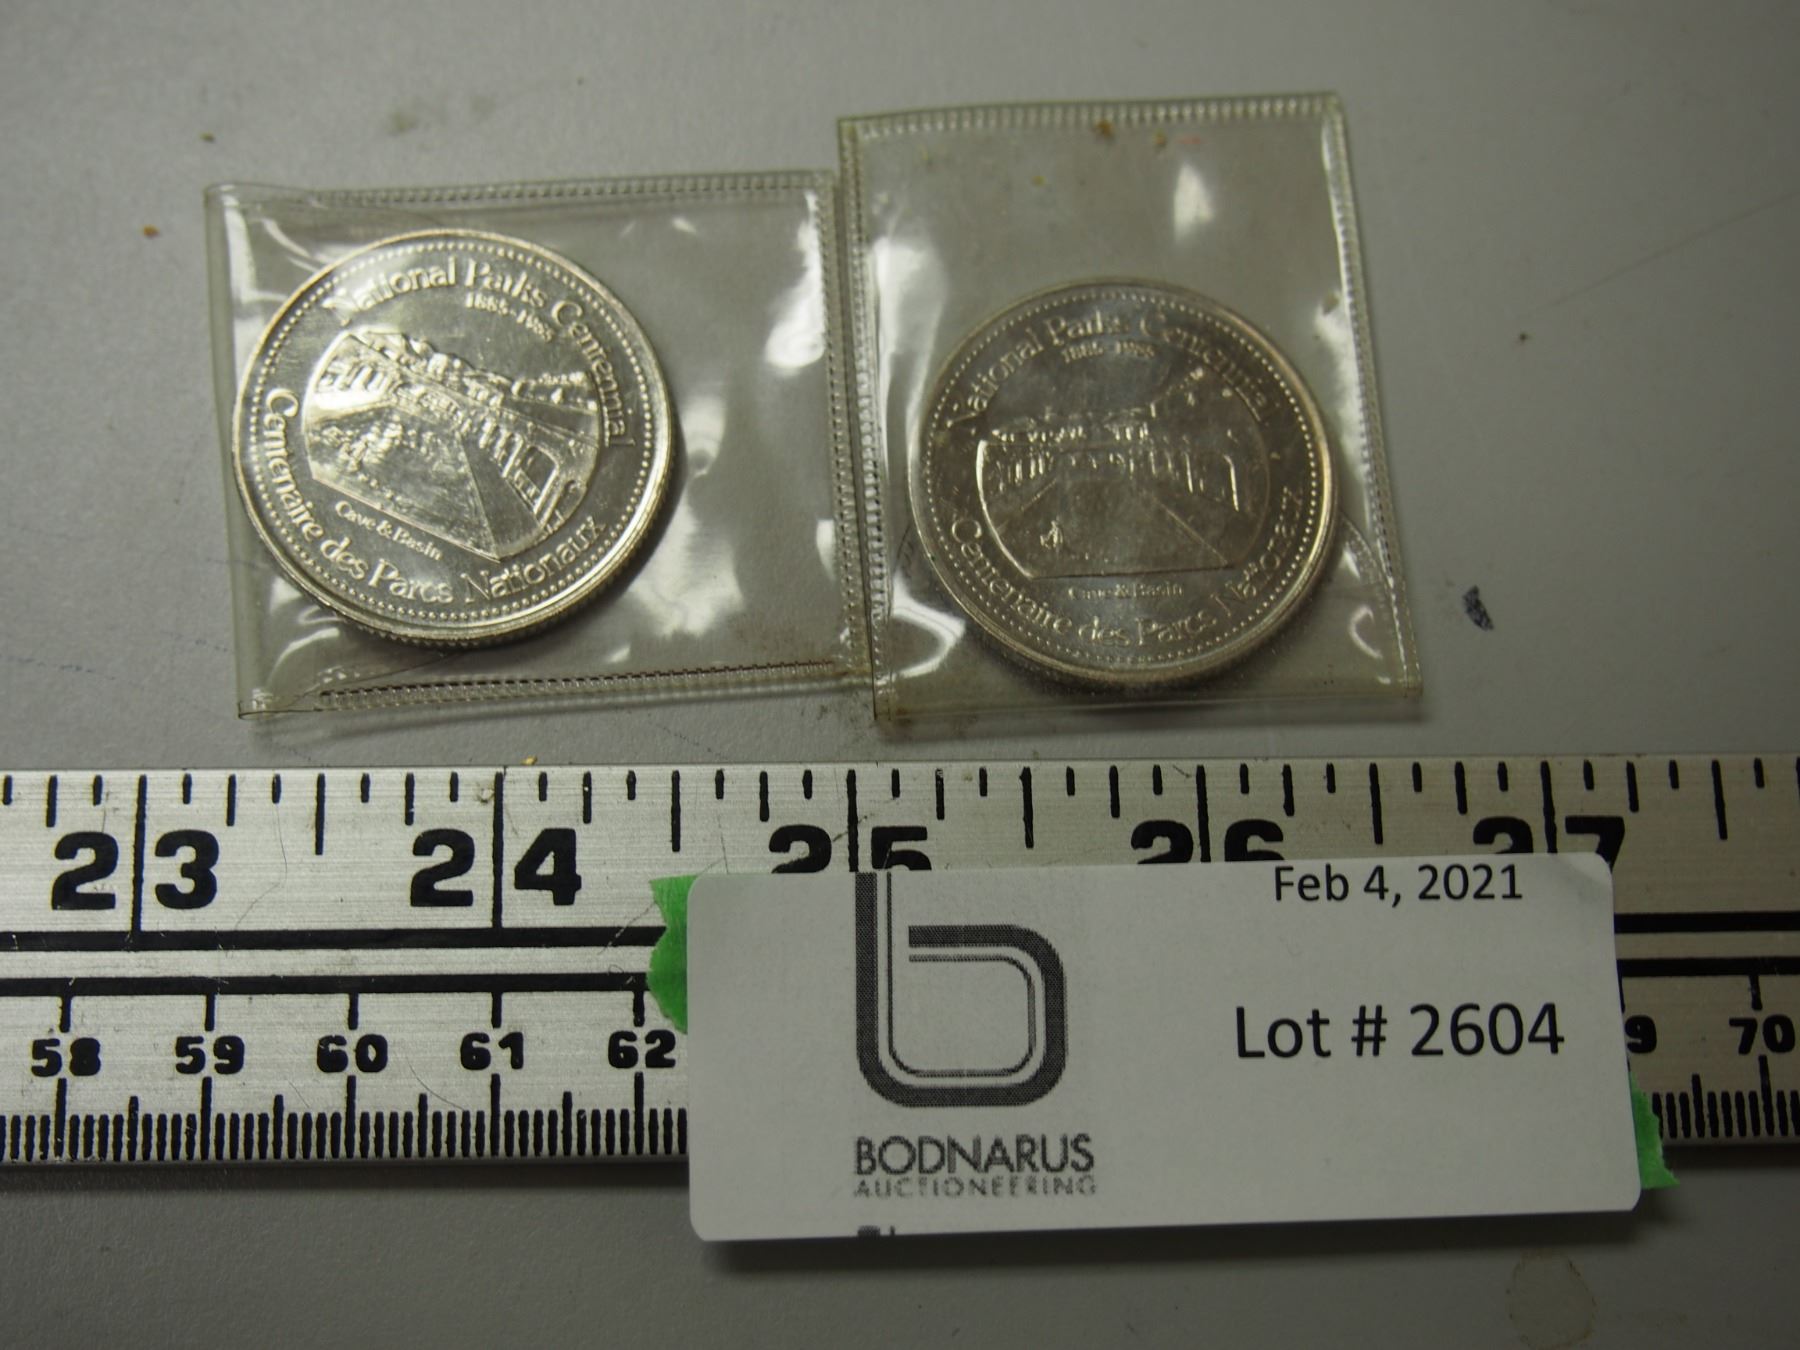 National Parks Centennial
1885-1985
Cave & Basin
Centenaire des Parcs Nationaux
National Parks Centennial
1885-1985
Cave & Basin
Centenaire des Parcs Nationaux
23 24 25 26 27
58 59 60 61 62 9 70
Feb 4, 2021
Lot # 2604
BODNARUS
AUCTIONEERING